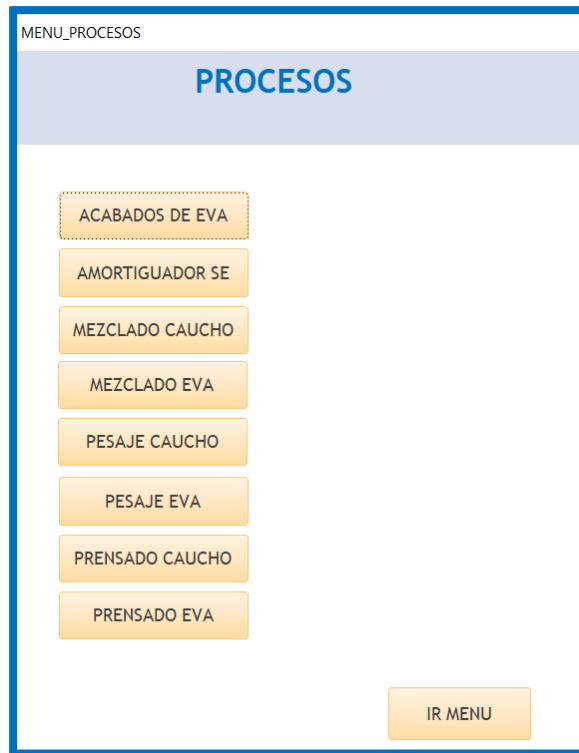 MENU_PROCESOS
PROCESOS
ACABADOS DE EVA
AMORTIGUADOR SE
MEZCLADO CAUCHO
MEZCLADO EVA
PESAJE CAUCHO
PESAJE EVA
PRENSADO CAUCHO
PRENSADO EVA
IR MENU